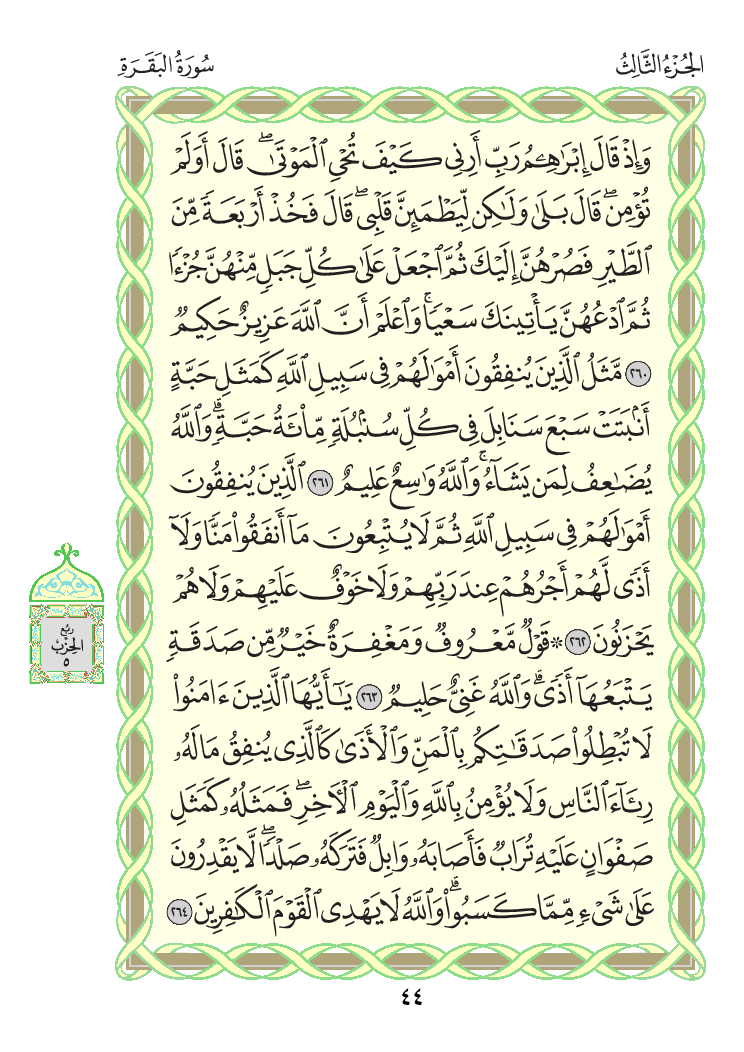 الجُزْءُ الثَّالِثُ
سُورَةُ البَقَرَةِ
وَإِذْ قَالَ إِبْرَٰهِـۧمُ رَبِّ أَرِنِي كَيْفَ تُحْيِ ٱلْمَوْتَىٰۖ قَالَ أَوَلَمْ
تُؤْمِنۖ قَالَ بَلَىٰ وَلَٰكِن لِّيَطْمَئِنَّ قَلْبِيۖ قَالَ فَخُذْ أَرْبَعَةً مِّنَ
ٱلطَّيْرِ فَصُرْهُنَّ إِلَيْكَ ثُمَّ ٱجْعَلْ عَلَىٰ كُلِّ جَبَلٍ مِّنْهُنَّ جُزْءًا
ثُمَّ ٱدْعُهُنَّ يَأْتِينَكَ سَعْيًاۚ وَٱعْلَمْ أَنَّ ٱللَّهَ عَزِيزٌ حَكِيمٌ
٢٦٠ مَّثَلُ ٱلَّذِينَ يُنفِقُونَ أَمْوَٰلَهُمْ فِي سَبِيلِ ٱللَّهِ كَمَثَلِ حَبَّةٍ
أَنۢبَتَتْ سَبْعَ سَنَابِلَ فِي كُلِّ سُنۢبُلَةٍ مِّا۟ئَةُ حَبَّةٍۗ وَٱللَّهُ
يُضَٰعِفُ لِمَن يَشَآءُۚ وَٱللَّهُ وَٰسِعٌ عَلِيمٌ ٢٦١ ٱلَّذِينَ يُنفِقُونَ
أَمْوَٰلَهُمْ فِي سَبِيلِ ٱللَّهِ ثُمَّ لَا يُتْبِعُونَ مَآ أَنفَقُوا۟ مَنًّا وَلَآ
أَذًى لَّهُمْ أَجْرُهُمْ عِندَ رَبِّهِمْ وَلَا خَوْفٌ عَلَيْهِمْ وَلَا هُمْ
يَحْزَنُونَ ٢٦٢ ۞ قَوْلٌ مَّعْرُوفٌ وَمَغْفِرَةٌ خَيْرٌ مِّن صَدَقَةٍ
يَتْبَعُهَآ أَذًىۗ وَٱللَّهُ غَنِيٌّ حَلِيمٌ ٢٦٣ يَٰٓأَيُّهَا ٱلَّذِينَ ءَامَنُوا۟
لَا تُبْطِلُوا۟ صَدَقَٰتِكُم بِٱلْمَنِّ وَٱلْأَذَىٰ كَٱلَّذِي يُنفِقُ مَالَهُۥ
رِئَآءَ ٱلنَّاسِ وَلَا يُؤْمِنُ بِٱللَّهِ وَٱلْيَوْمِ ٱلْءَاخِرِۖ فَمَثَلُهُۥ كَمَثَلِ
صَفْوَانٍ عَلَيْهِ تُرَابٌ فَأَصَابَهُۥ وَابِلٌ فَتَرَكَهُۥ صَلْدًاۖ لَّا يَقْدِرُونَ
عَلَىٰ شَيْءٍ مِّمَّا كَسَبُوا۟ۗ وَٱللَّهُ لَا يَهْدِي ٱلْقَوْمَ ٱلْكَٰفِرِينَ ٢٦٤
رُبُع
الحِزْبِ
٥
٤٤